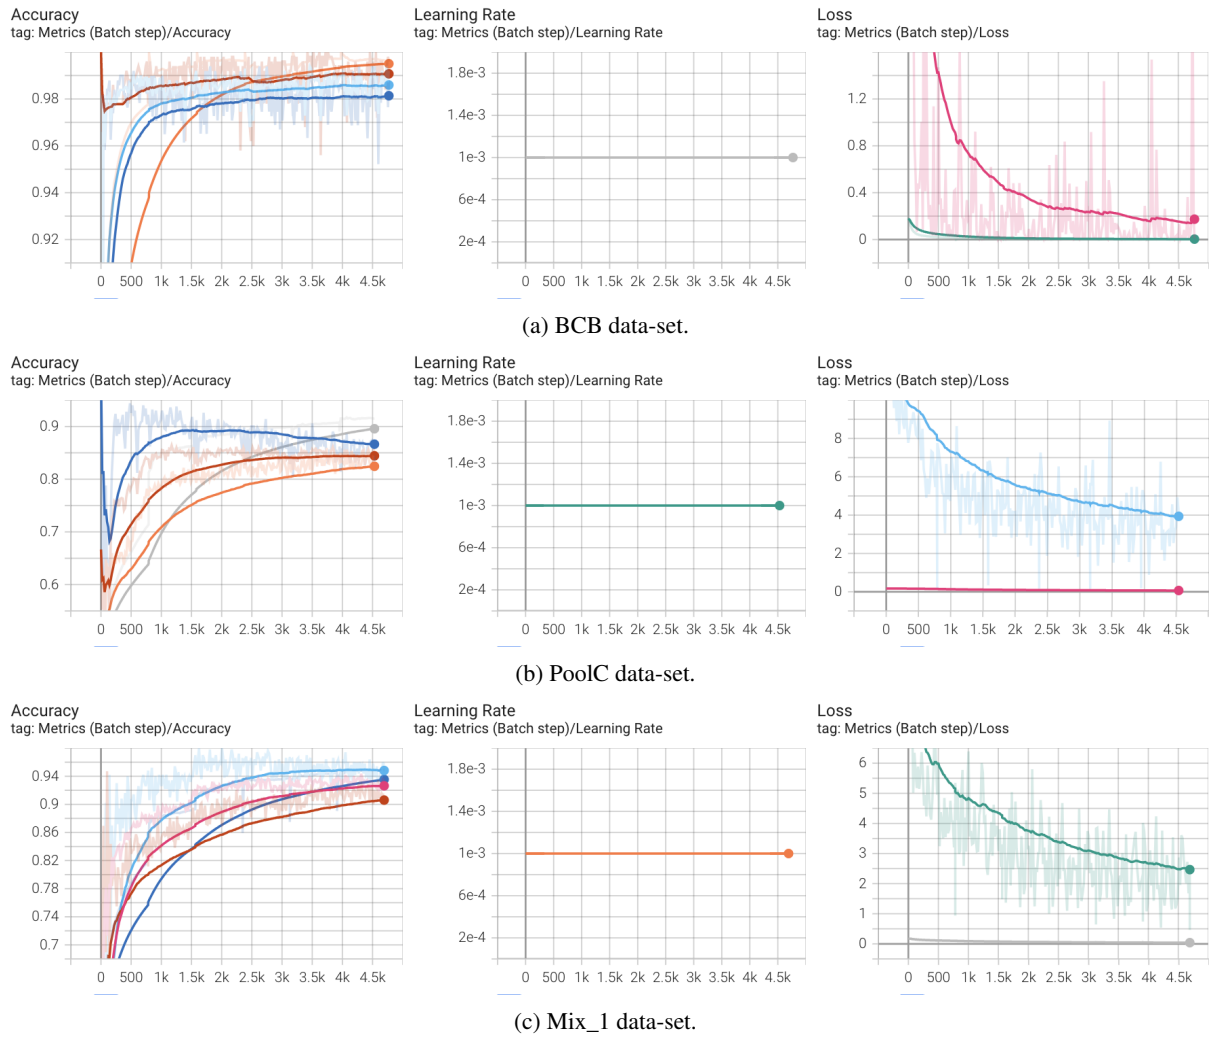 Accuracy
tag: Metrics (Batch step)/Accuracy
0.98
0.96
0.94
0.92
0 500 1k 1.5k 2k 2.5k 3k 3.5k 4k 4.5k
Learning Rate
tag: Metrics (Batch step)/Learning Rate
1.8e-3
1.4e-3
1e-3
6e-4
2e-4
0 500 1k 1.5k 2k 2.5k 3k 3.5k 4k 4.5k
Loss
tag: Metrics (Batch step)/Loss
1.2
0.8
0.4
0
0 500 1k 1.5k 2k 2.5k 3k 3.5k 4k 4.5k
(a) BCB data-set.
Accuracy
tag: Metrics (Batch step)/Accuracy
0.9
0.8
0.7
0.6
0 500 1k 1.5k 2k 2.5k 3k 3.5k 4k 4.5k
Learning Rate
tag: Metrics (Batch step)/Learning Rate
1.8e-3
1.4e-3
1e-3
6e-4
2e-4
0 500 1k 1.5k 2k 2.5k 3k 3.5k 4k 4.5k
Loss
tag: Metrics (Batch step)/Loss
8
6
4
2
0
0 500 1k 1.5k 2k 2.5k 3k 3.5k 4k 4.5k
(b) PoolC data-set.
Accuracy
tag: Metrics (Batch step)/Accuracy
0.94
0.9
0.86
0.82
0.78
0.74
0.7
0 500 1k 1.5k 2k 2.5k 3k 3.5k 4k 4.5k
Learning Rate
tag: Metrics (Batch step)/Learning Rate
1.8e-3
1.4e-3
1e-3
6e-4
2e-4
0 500 1k 1.5k 2k 2.5k 3k 3.5k 4k 4.5k
Loss
tag: Metrics (Batch step)/Loss
6
5
4
3
2
1
0
0 500 1k 1.5k 2k 2.5k 3k 3.5k 4k 4.5k
(c) Mix_1 data-set.